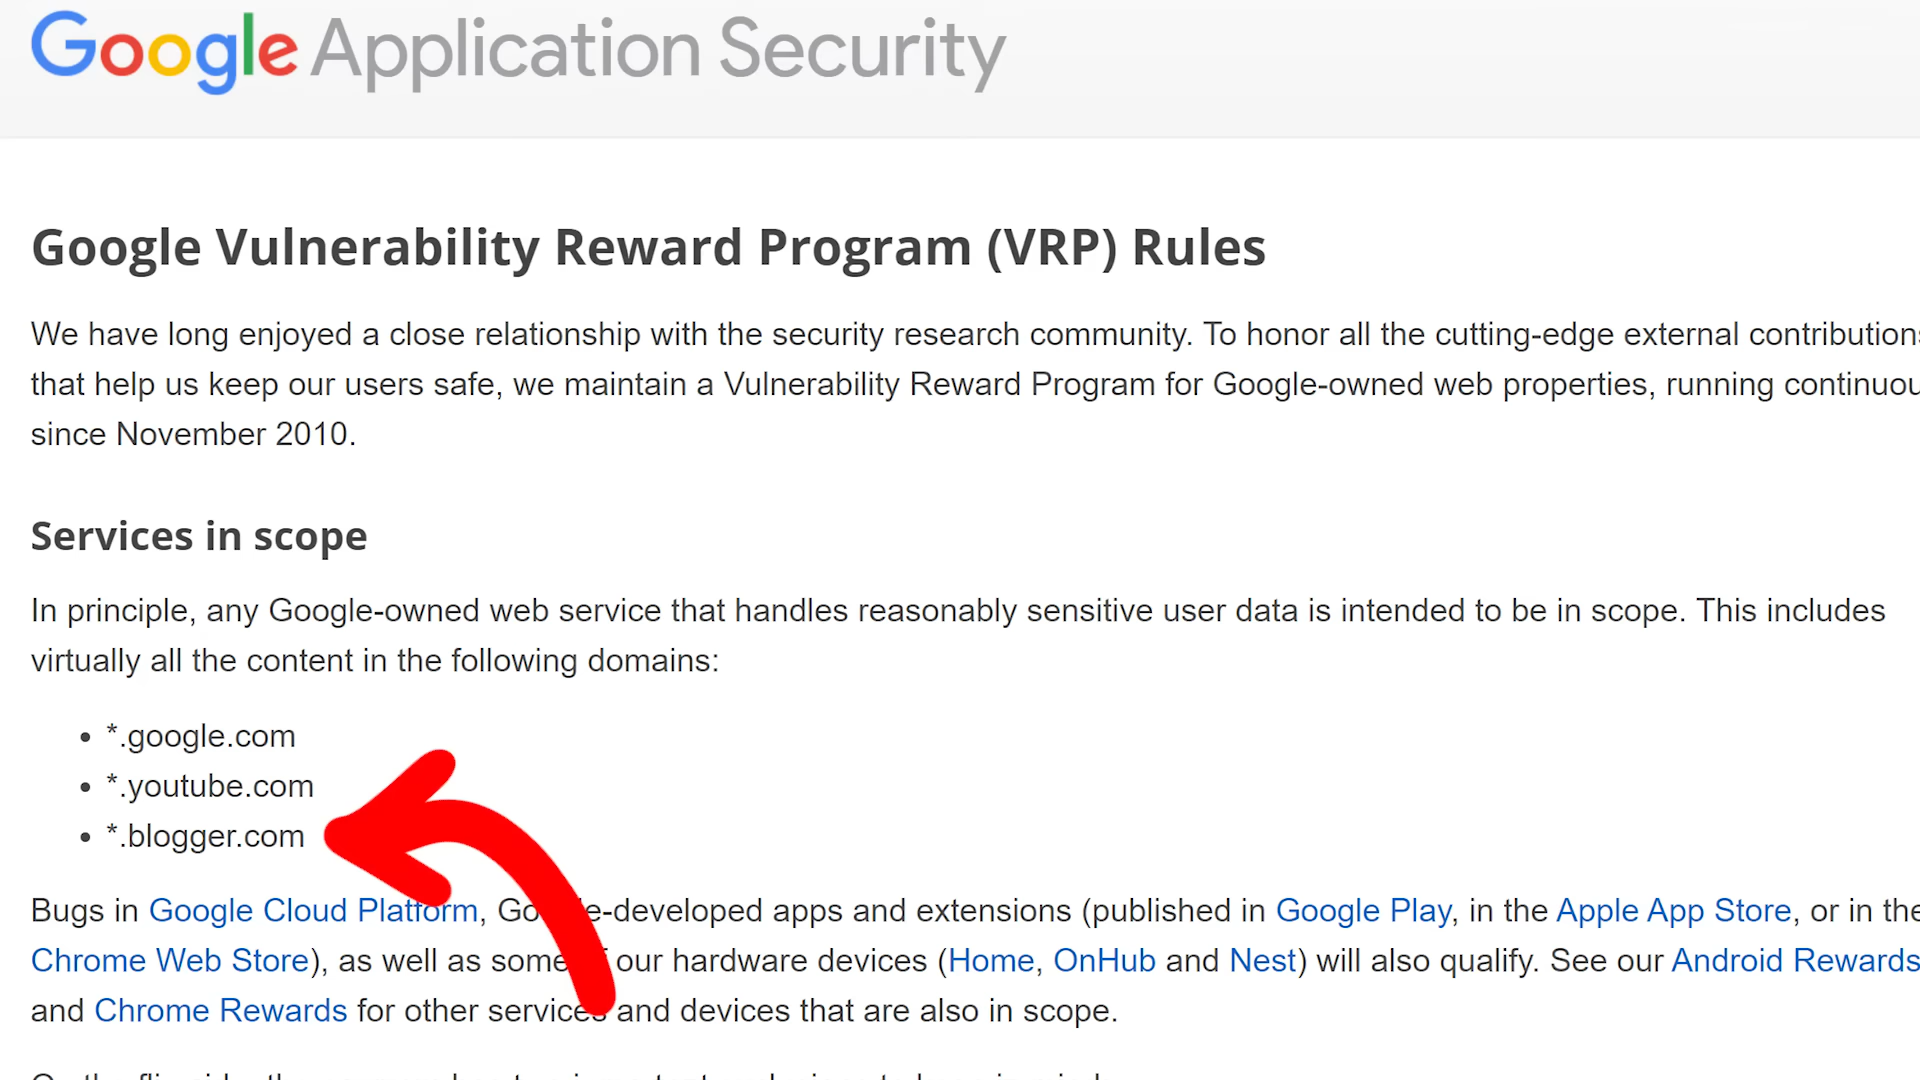 Google Application Security
Google Vulnerability Reward Program (VRP) Rules
We have long enjoyed a close relationship with the security research community. To honor all the cutting-edge external contributions
that help us keep our users safe, we maintain a Vulnerability Reward Program for Google-owned web properties, running continuou
since November 2010.
Services in scope
In principle, any Google-owned web service that handles reasonably sensitive user data is intended to be in scope. This includes
virtually all the content in the following domains:
• *.google.com
• *.youtube.com
• *.blogger.com
Bugs in Google Cloud Platform, Go e-developed apps and extensions (published in Google Play, in the Apple App Store, or in the
Chrome Web Store), as well as some our hardware devices (Home, OnHub and Nest) will also qualify. See our Android Rewards
and Chrome Rewards for other services and devices that are also in scope.